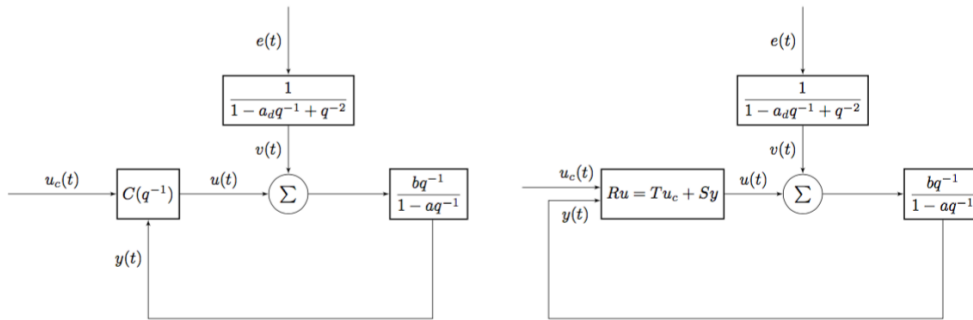 e(t)
1
1 − a_d q^{-1} + q^{-2}
v(t)
u_c(t)
C(q^{-1})
u(t)
Σ
bq^{-1}
1 − aq^{-1}
y(t)
e(t)
1
1 − a_d q^{-1} + q^{-2}
v(t)
u_c(t)
y(t)
Ru = Tu_c + Sy
u(t)
Σ
bq^{-1}
1 − aq^{-1}